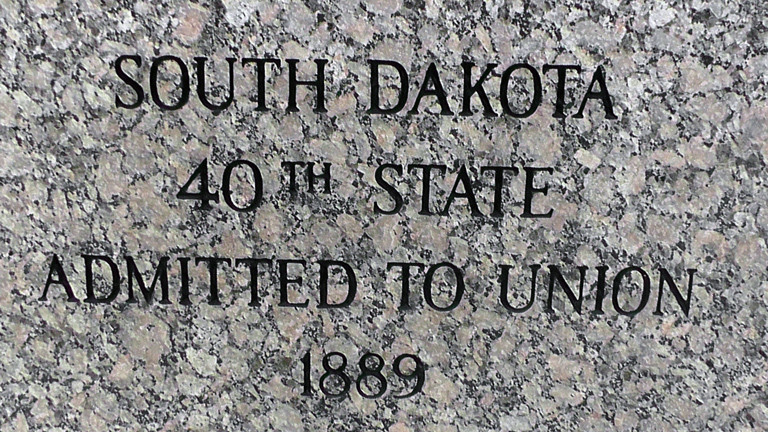 SOUTH DAKOTA
40TH STATE
ADMITTED TO UNION
1889